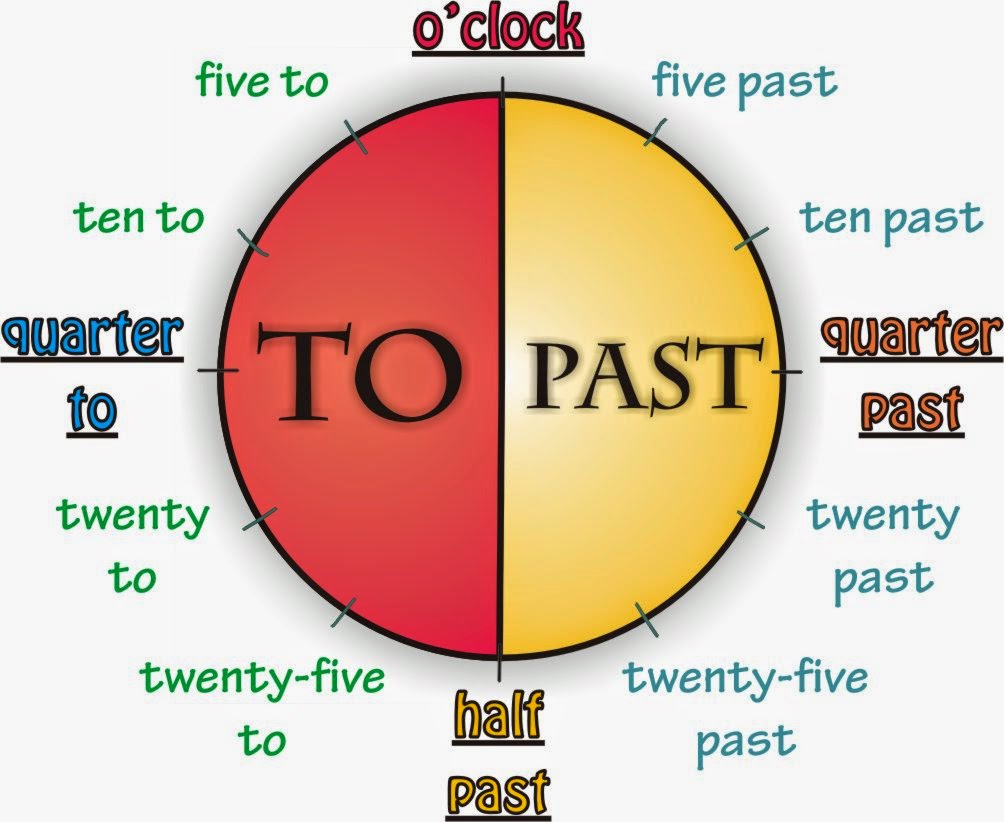 o'clock
five to
five past
ten to
ten past
quarter
to
TO
PAST
quarter
past
twenty
to
twenty
past
twenty-five
to
twenty-five
past
half
past